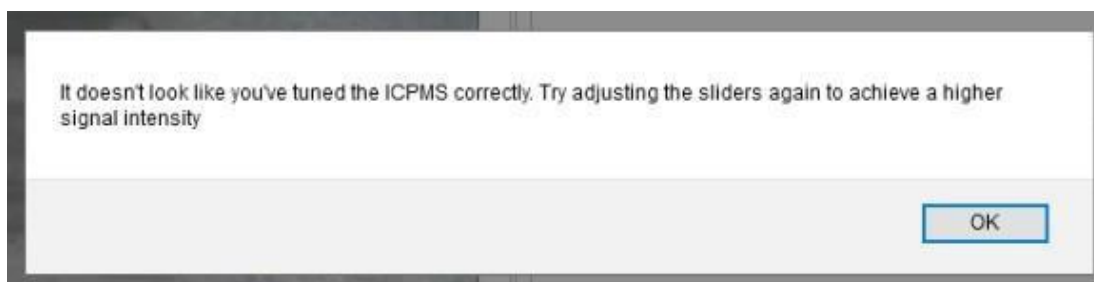 It doesn't look like you've tuned the ICPMS correctly. Try adjusting the sliders again to achieve a higher
signal intensity
OK